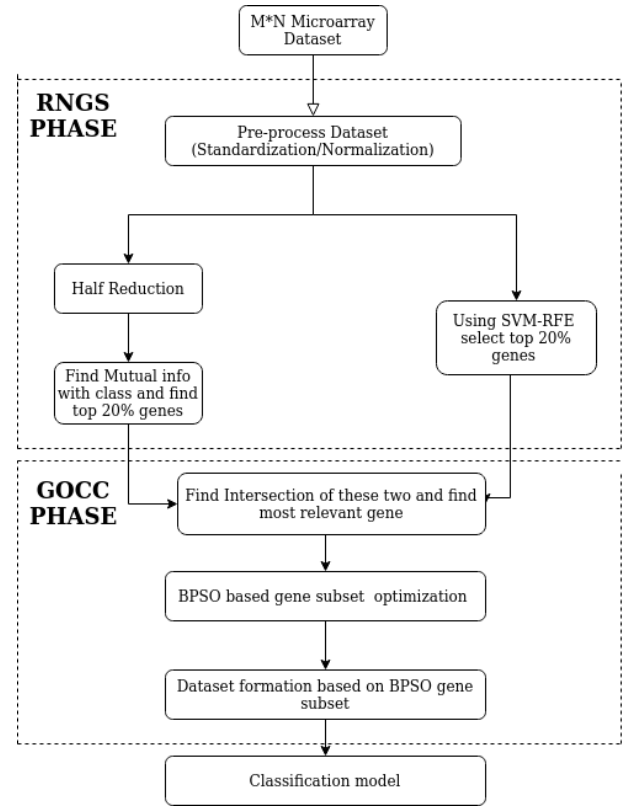 M*N Microarray
Dataset
RNGS
PHASE
Pre-process Dataset
(Standardization/Normalization)
Half Reduction
Using SVM-RFE
select top 20%
genes
Find Mutual info
with class and find
top 20% genes
GOCC
PHASE
Find Intersection of these two and find
most relevant gene
BPSO based gene subset optimization
Dataset formation based on BPSO gene
subset
Classification model